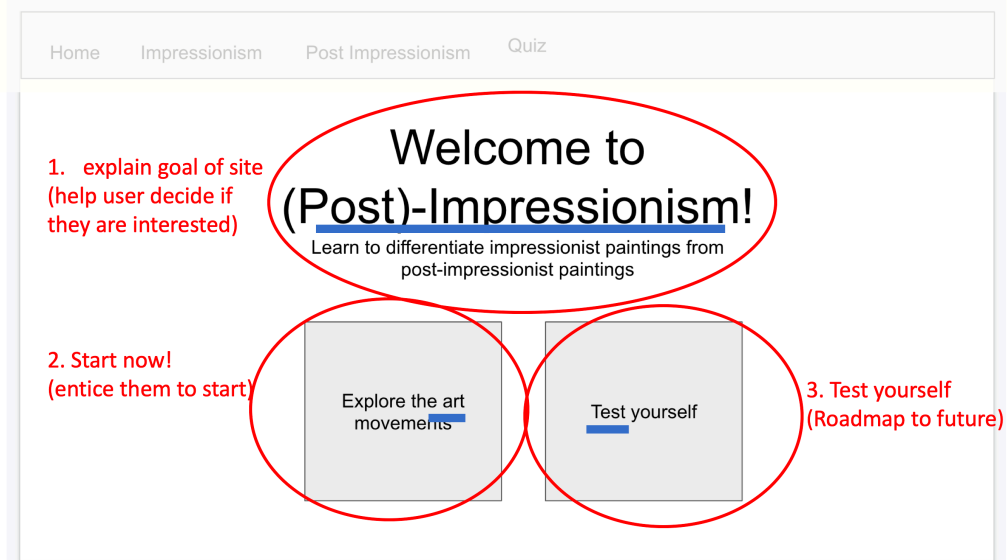 Home Impressionism Post Impressionism Quiz
Welcome to
(Post)-Impressionism!
Learn to differentiate impressionist paintings from
post-impressionist paintings
1. explain goal of site
(help user decide if
they are interested)
2. Start now!
(entice them to start)
Explore the art
movements
Test yourself
3. Test yourself
(Roadmap to future)